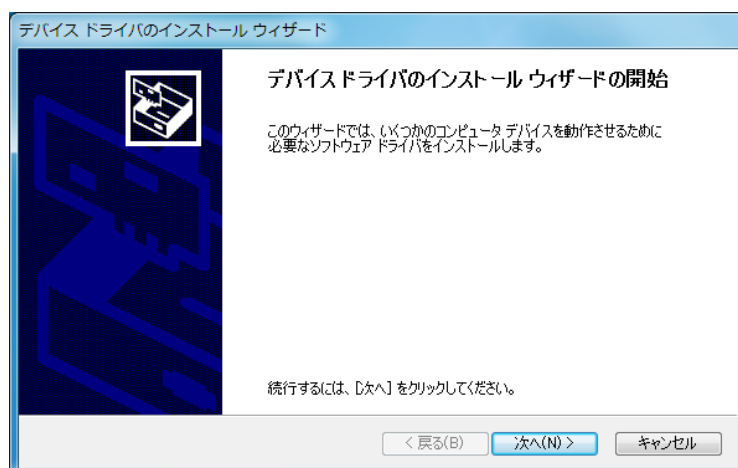 デバイス ドライバのインストール ウィザード
デバイス ドライバのインストール ウィザードの開始
このウィザードでは、いくつかのコンピュータ デバイスを動作させるために
必要なソフトウェア ドライバをインストールします。
続行するには、[次へ] をクリックしてください。
< 戻る(B)
次へ(N) >
キャンセル